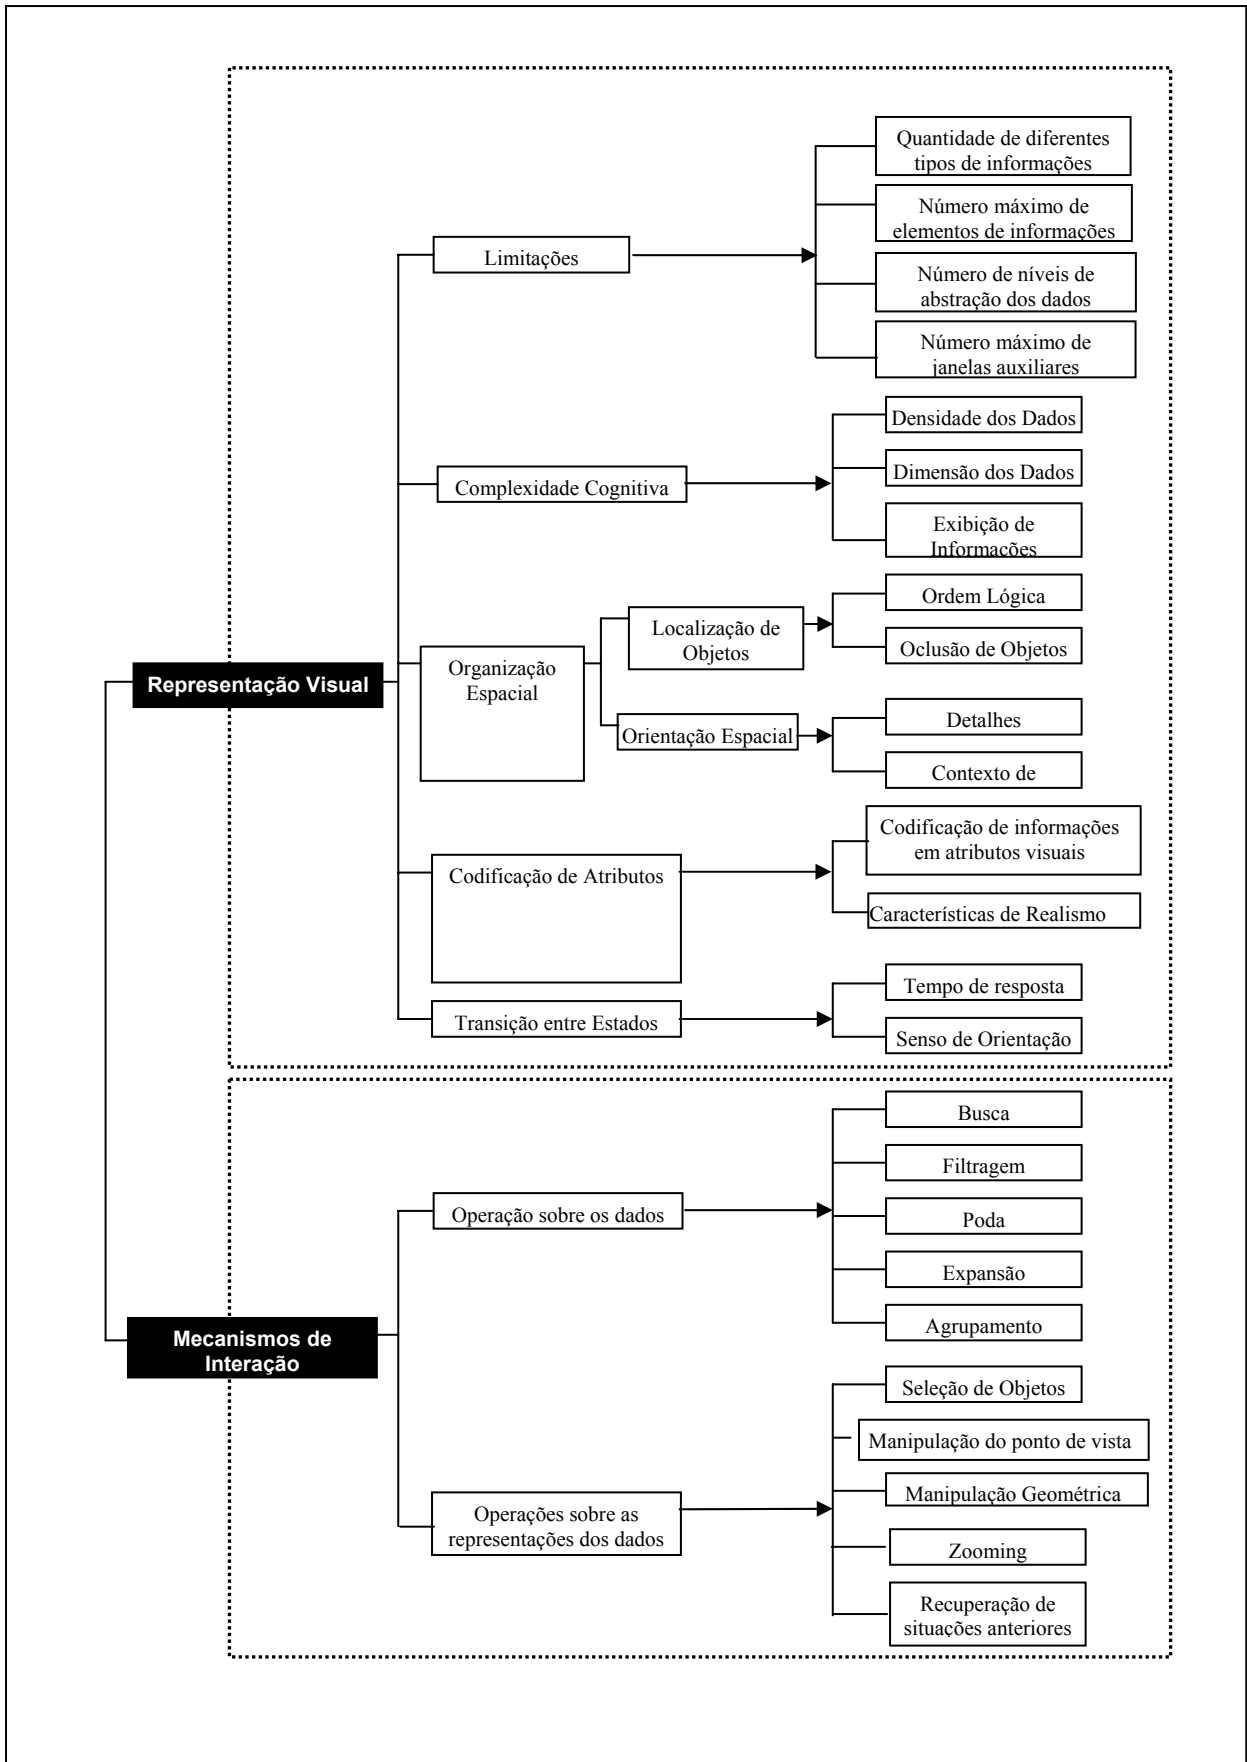 Quantidade de diferentes
tipos de informações
Número máximo de
elementos de informações
Limitações
Número de níveis de
abstração dos dados
Número máximo de
janelas auxiliares
Densidade dos Dados
Complexidade Cognitiva
Dimensão dos Dados
Exibição de
Informações
Representação Visual
Organização
Espacial
Localização de
Objetos
Ordem Lógica
Oclusão de Objetos
Orientação Espacial
Detalhes
Contexto de
Codificação de Atributos
Codificação de informações
em atributos visuais
Características de Realismo
Transição entre Estados
Tempo de resposta
Senso de Orientação
Mecanismos de
Interação
Operação sobre os dados
Busca
Filtragem
Poda
Expansão
Agrupamento
Operações sobre as
representações dos dados
Seleção de Objetos
Manipulação do ponto de vista
Manipulação Geométrica
Zooming
Recuperação de
situações anteriores